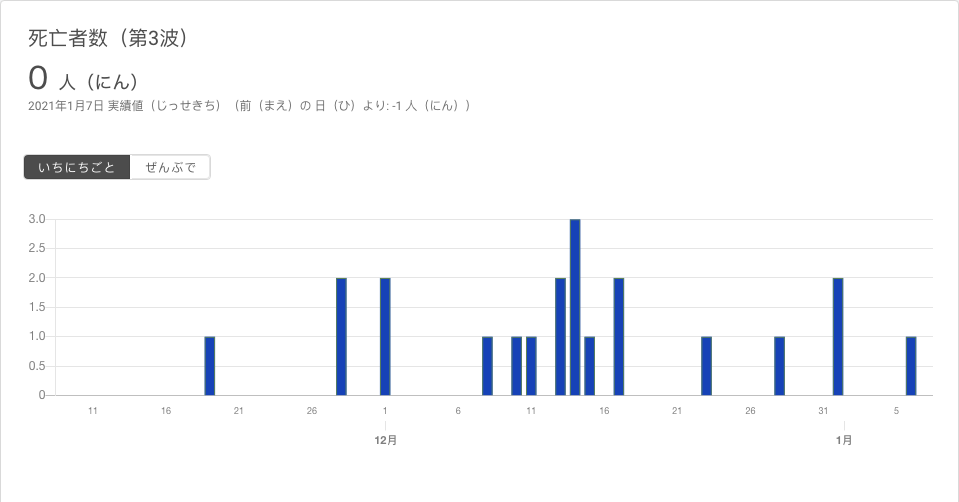 死亡者数（第3波）
0 人（にん）
2021年1月7日 実績値（じっせきち）（前（まえ）の 日（ひ）より: -1 人（にん））
いちにちごと ぜんぶで
3.0
2.5
2.0
1.5
1.0
0.5
0
11 16 21 26 1 6 11 16 21 26 31 5
12月 1月